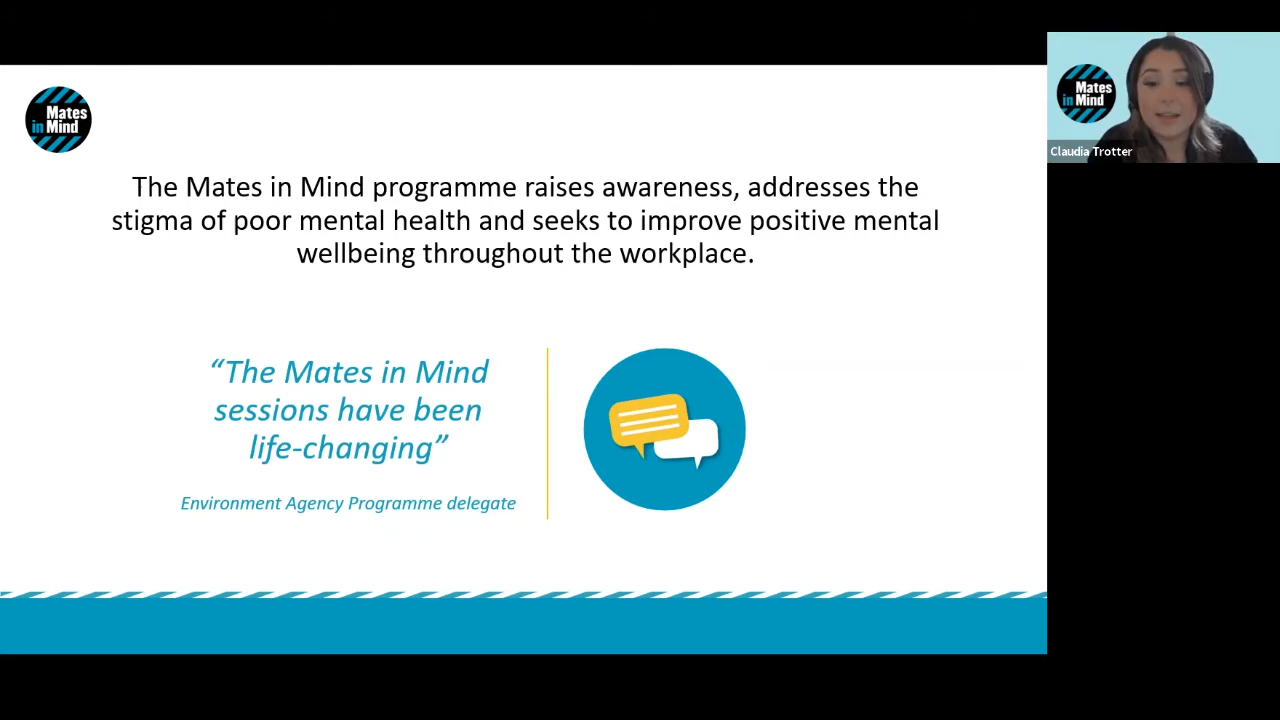 Mates
in Mind
The Mates in Mind programme raises awareness, addresses the
stigma of poor mental health and seeks to improve positive mental
wellbeing throughout the workplace.
“The Mates in Mind
sessions have been
life-changing”
Environment Agency Programme delegate
Mates
in Mind
Claudia Trotter